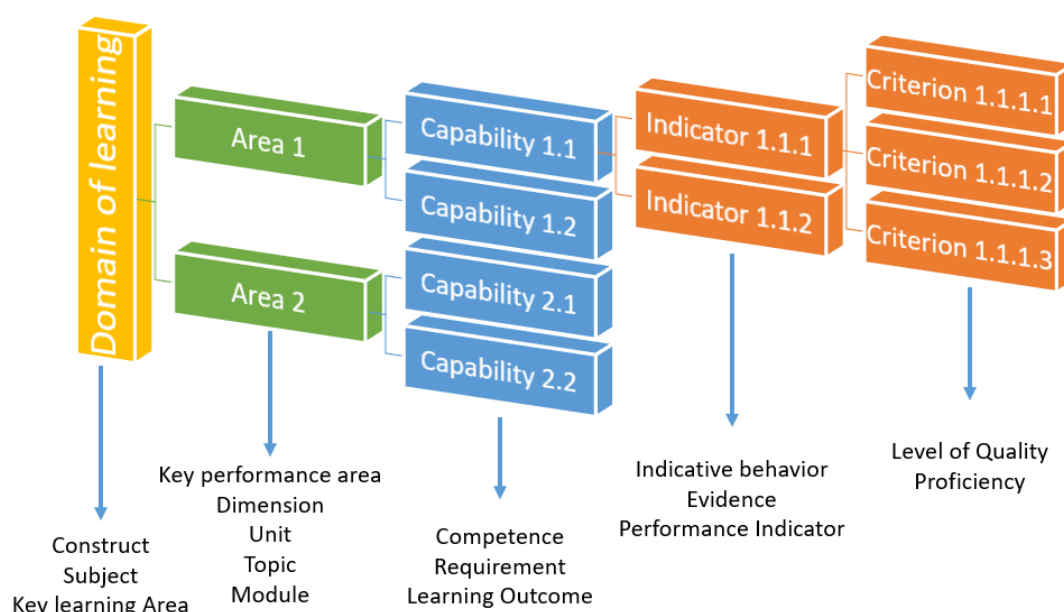 Domain of learning
Area 1
Area 2
Capability 1.1
Capability 1.2
Capability 2.1
Capability 2.2
Indicator 1.1.1
Indicator 1.1.2
Criterion 1.1.1.1
Criterion 1.1.1.2
Criterion 1.1.1.3
Construct
Subject
Key learning Area
Key performance area
Dimension
Unit
Topic
Module
Competence
Requirement
Learning Outcome
Indicative behavior
Evidence
Performance Indicator
Level of Quality
Proficiency